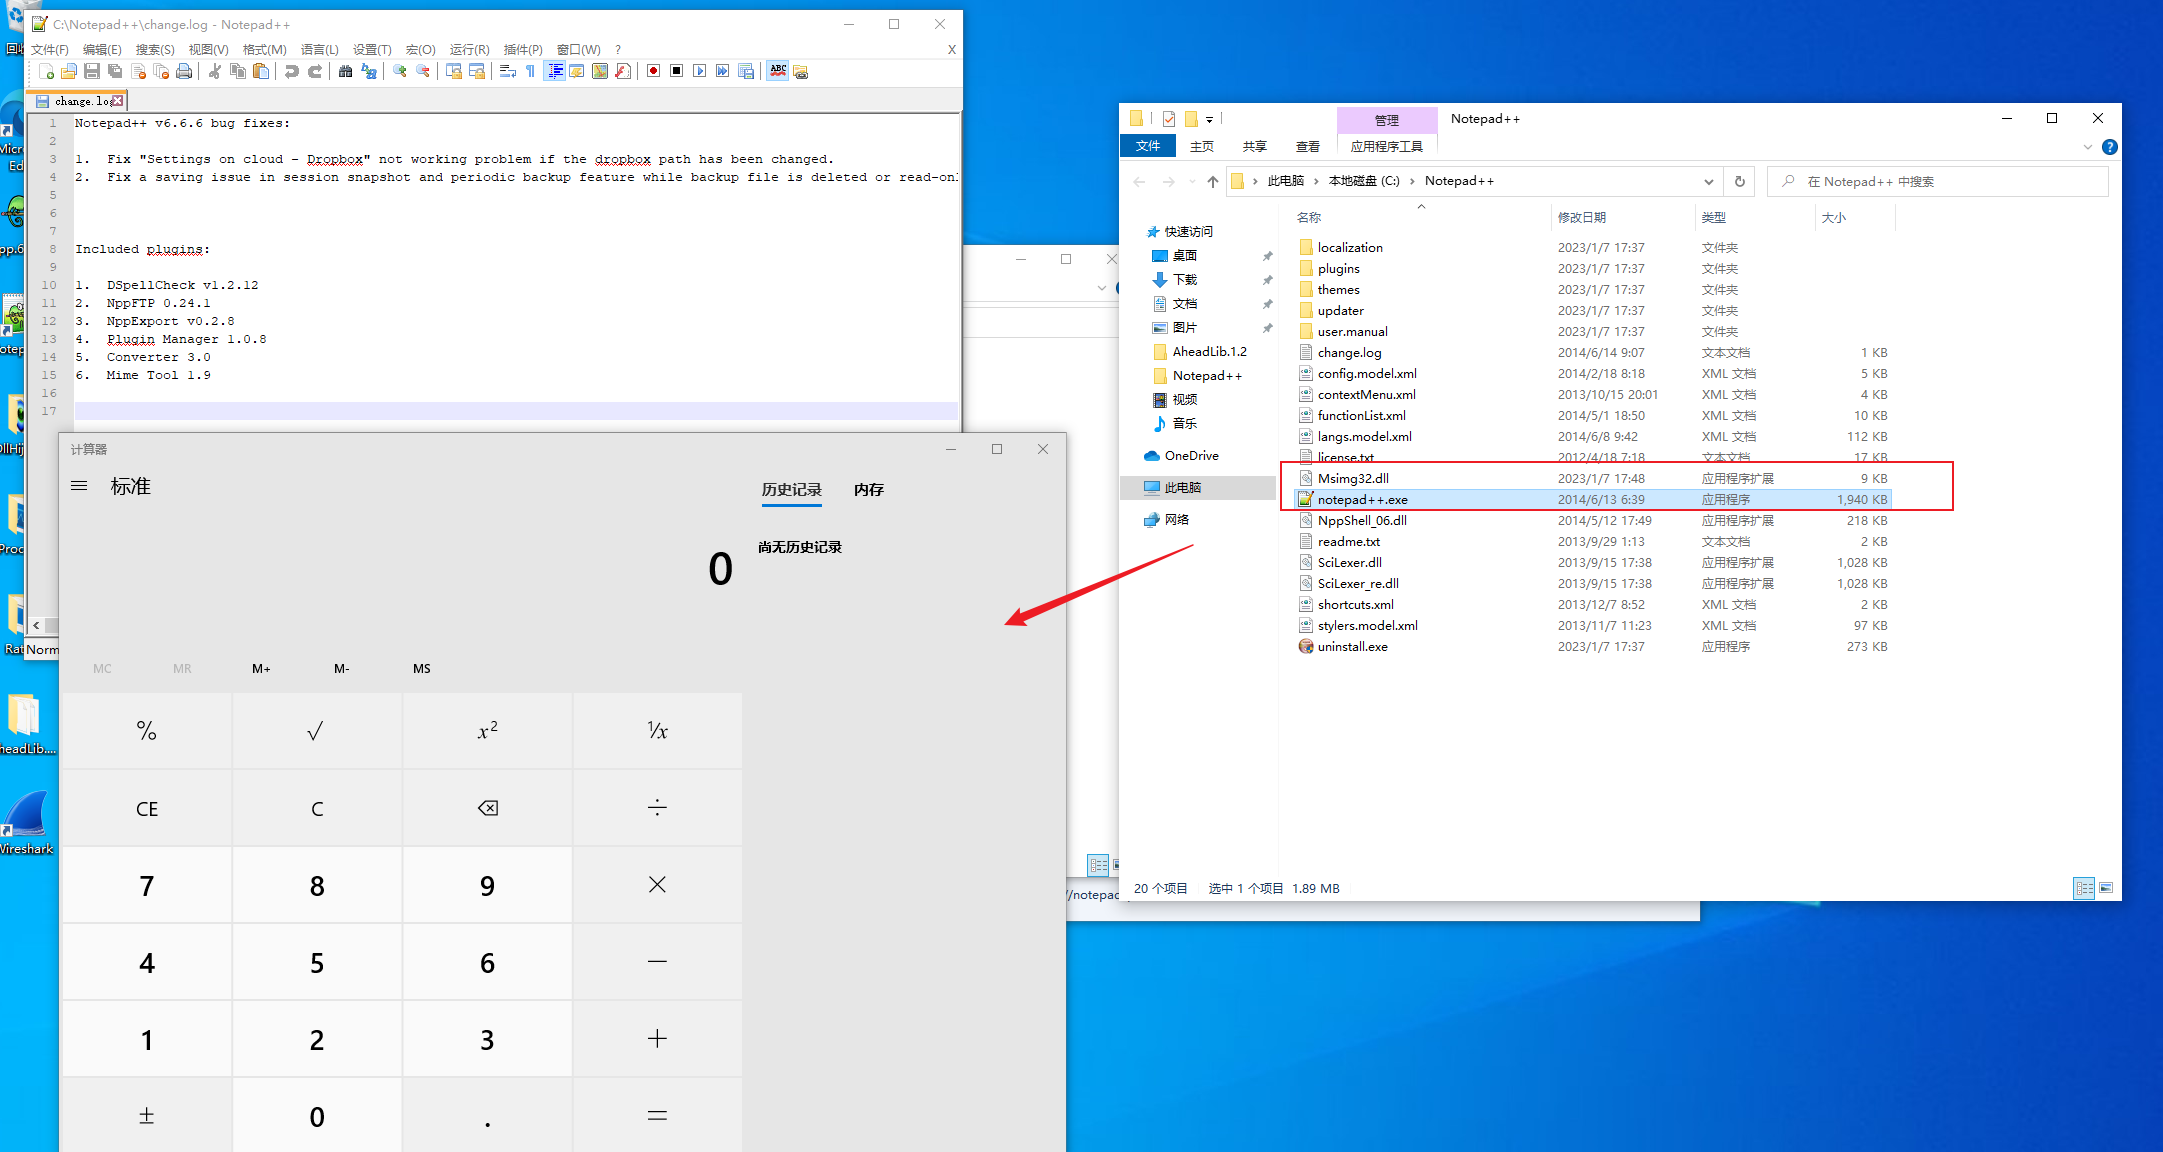 回收
Micro
Ed
pp.6
otep
DllHij
Proc
Rat
headLib....
Wireshark
C:\Notepad++\change.log - Notepad++
文件(F) 编辑(E) 搜索(S) 视图(V) 格式(M) 语言(L) 设置(T) 宏(O) 运行(R) 插件(P) 窗口(W) ? X
ABC
change.log
1 Notepad++ v6.6.6 bug fixes:
2
3 1. Fix "Settings on cloud - Dropbox" not working problem if the dropbox path has been changed.
4 2. Fix a saving issue in session snapshot and periodic backup feature while backup file is deleted or read-onl
5
6
7
8 Included plugins:
9
10 1. DSpellCheck v1.2.12
11 2. NppFTP 0.24.1
12 3. NppExport v0.2.8
13 4. Plugin Manager 1.0.8
14 5. Converter 3.0
15 6. Mime Tool 1.9
16
17
Norm
计算器
标准
历史记录 内存
尚无历史记录
0
MC MR M+ M- MS
% √ x² ¹/x
CE C ÷
7 8 9 ×
4 5 6 −
1 2 3 +
± 0 . =
//notepad
管理 Notepad++
文件 主页 共享 查看 应用程序工具
此电脑 › 本地磁盘 (C:) › Notepad++
在 Notepad++ 中搜索
快速访问
桌面
下载
文档
图片
AheadLib.1.2
Notepad++
视频
音乐
OneDrive
此电脑
网络
名称 修改日期 类型 大小
localization 2023/1/7 17:37 文件夹
plugins 2023/1/7 17:37 文件夹
themes 2023/1/7 17:37 文件夹
updater 2023/1/7 17:37 文件夹
user.manual 2023/1/7 17:37 文件夹
change.log 2014/6/14 9:07 文本文档 1 KB
config.model.xml 2014/2/18 8:18 XML 文档 5 KB
contextMenu.xml 2013/10/15 20:01 XML 文档 4 KB
functionList.xml 2014/5/1 18:50 XML 文档 10 KB
langs.model.xml 2014/6/8 9:42 XML 文档 112 KB
license.txt 2012/4/18 7:18 文本文档 17 KB
Msimg32.dll 2023/1/7 17:48 应用程序扩展 9 KB
notepad++.exe 2014/6/13 6:39 应用程序 1,940 KB
NppShell_06.dll 2014/5/12 17:49 应用程序扩展 218 KB
readme.txt 2013/9/29 1:13 文本文档 2 KB
SciLexer.dll 2013/9/15 17:38 应用程序扩展 1,028 KB
SciLexer_re.dll 2013/9/15 17:38 应用程序扩展 1,028 KB
shortcuts.xml 2013/12/7 8:52 XML 文档 2 KB
stylers.model.xml 2013/11/7 11:23 XML 文档 97 KB
uninstall.exe 2023/1/7 17:37 应用程序 273 KB
20 个项目 选中 1 个项目 1.89 MB